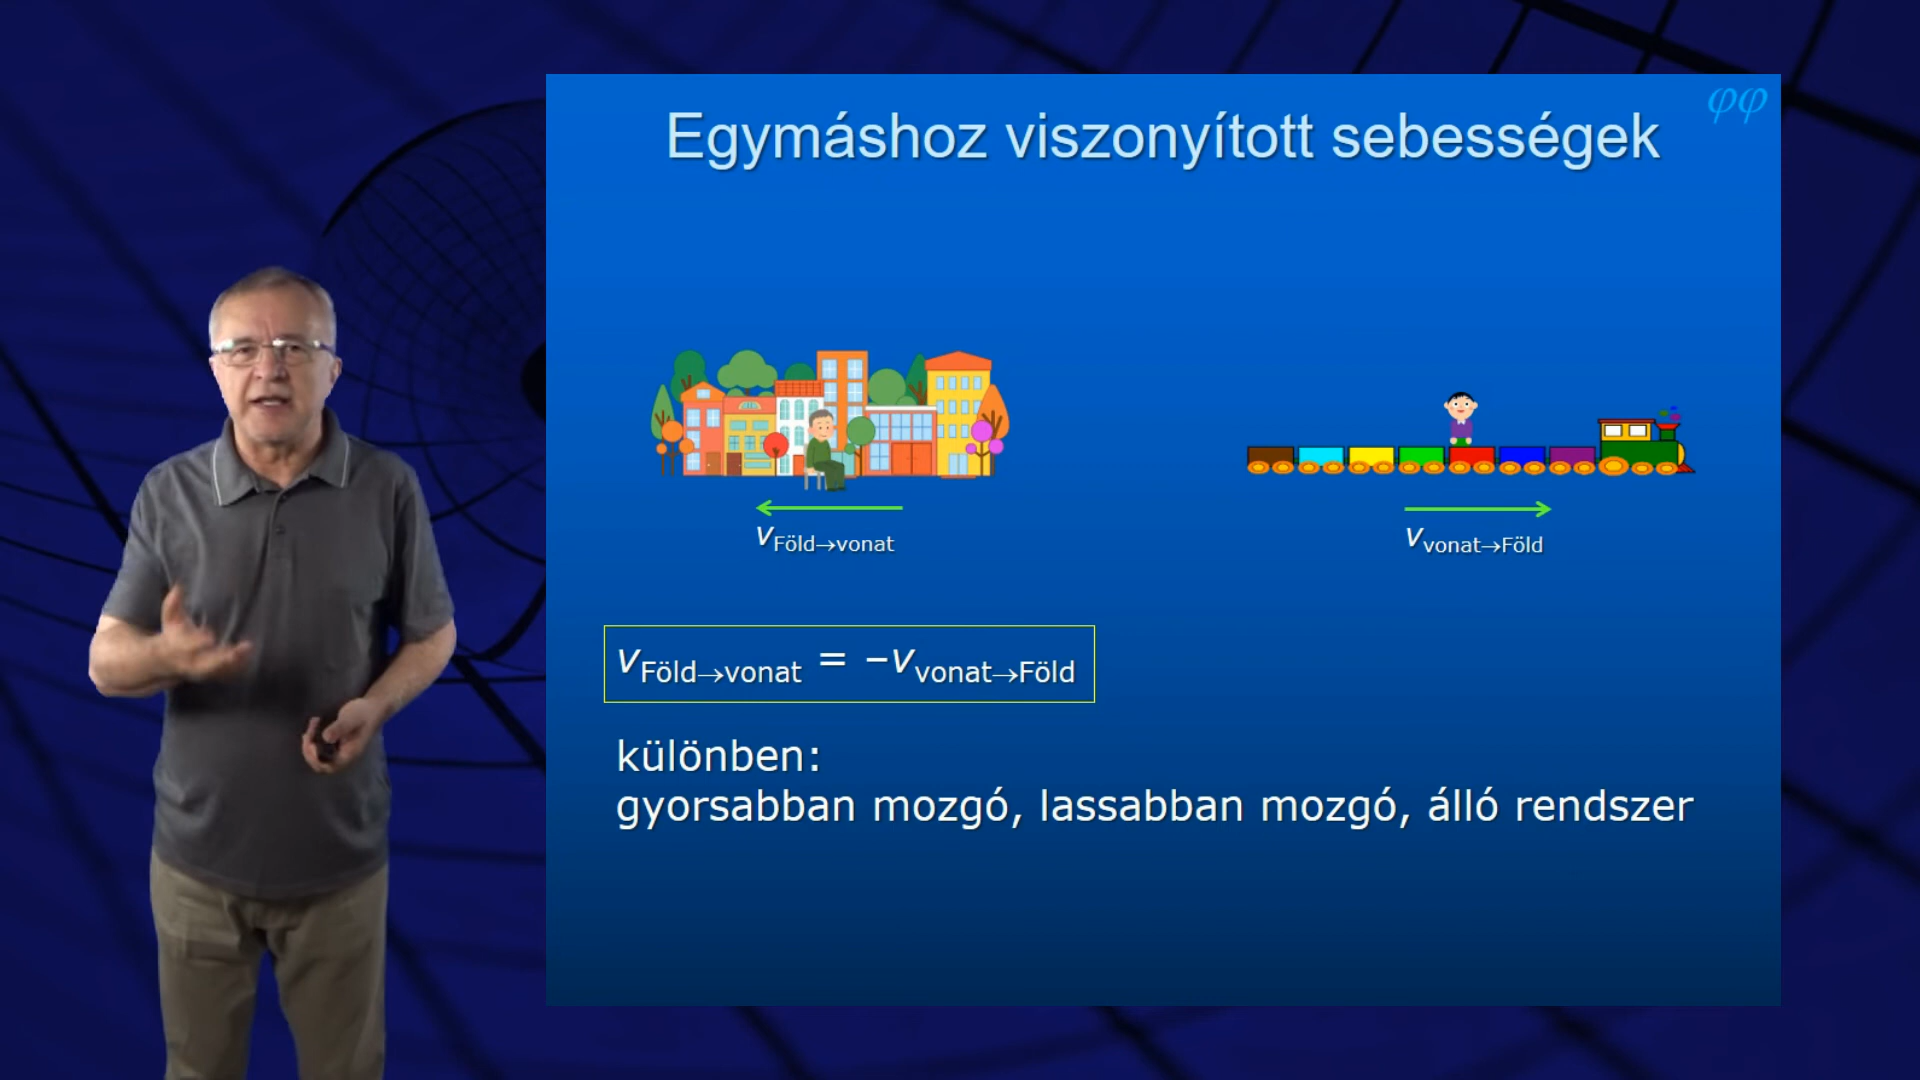 φφ
Egymáshoz viszonyított sebességek
vFöld→vonat
vvonat→Föld
vFöld→vonat = –vvonat→Föld
különben:
gyorsabban mozgó, lassabban mozgó, álló rendszer